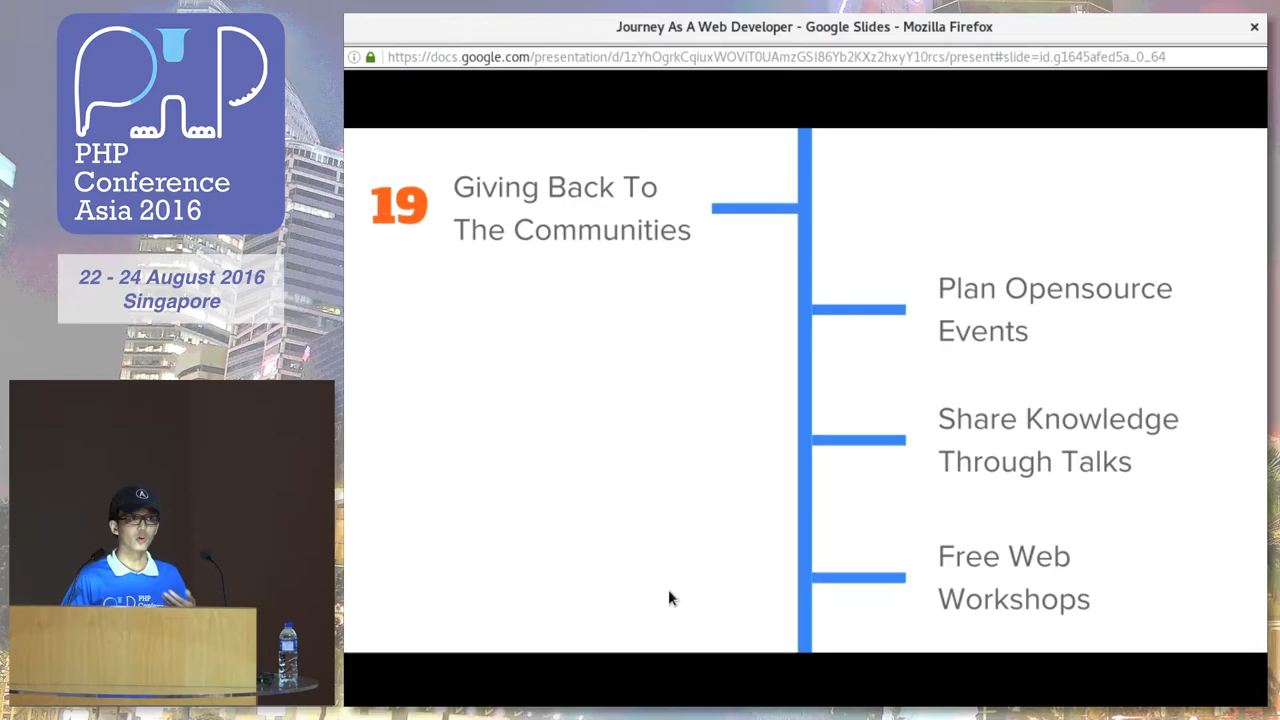 PHP
Conference
Asia 2016
22 - 24 August 2016
Singapore
Journey As A Web Developer - Google Slides - Mozilla Firefox
https://docs.google.com/presentation/d/1zYhOgrkCqiuxWOViT0UAmzGSI86Yb2KXz2hxyY10rcs/present#slide=id.g1645afed5a_0_64
19
Giving Back To
The Communities
Plan Opensource
Events
Share Knowledge
Through Talks
Free Web
Workshops
PHP